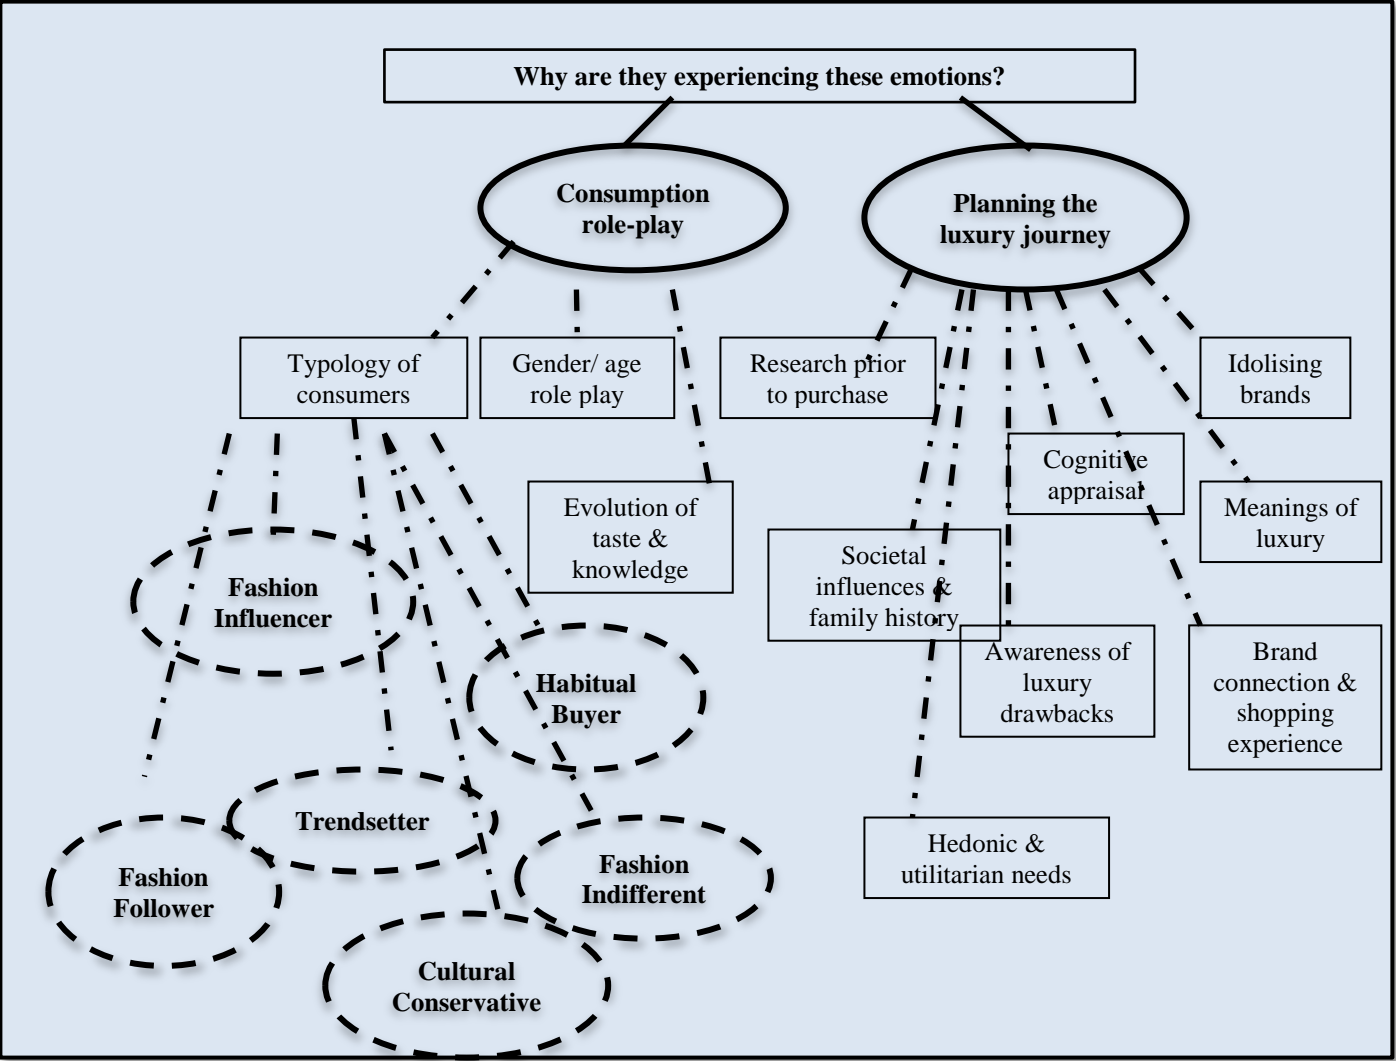 Why are they experiencing these emotions?
Consumption
role-play
Planning the
luxury journey
Typology of
consumers
Gender/ age
role play
Research prior
to purchase
Idolising
brands
Cognitive
appraisal
Evolution of
taste &
knowledge
Meanings of
luxury
Societal
influences &
family history
Fashion
Influencer
Awareness of
luxury
drawbacks
Brand
connection &
shopping
experience
Habitual
Buyer
Trendsetter
Hedonic &
utilitarian needs
Fashion
Follower
Fashion
Indifferent
Cultural
Conservative